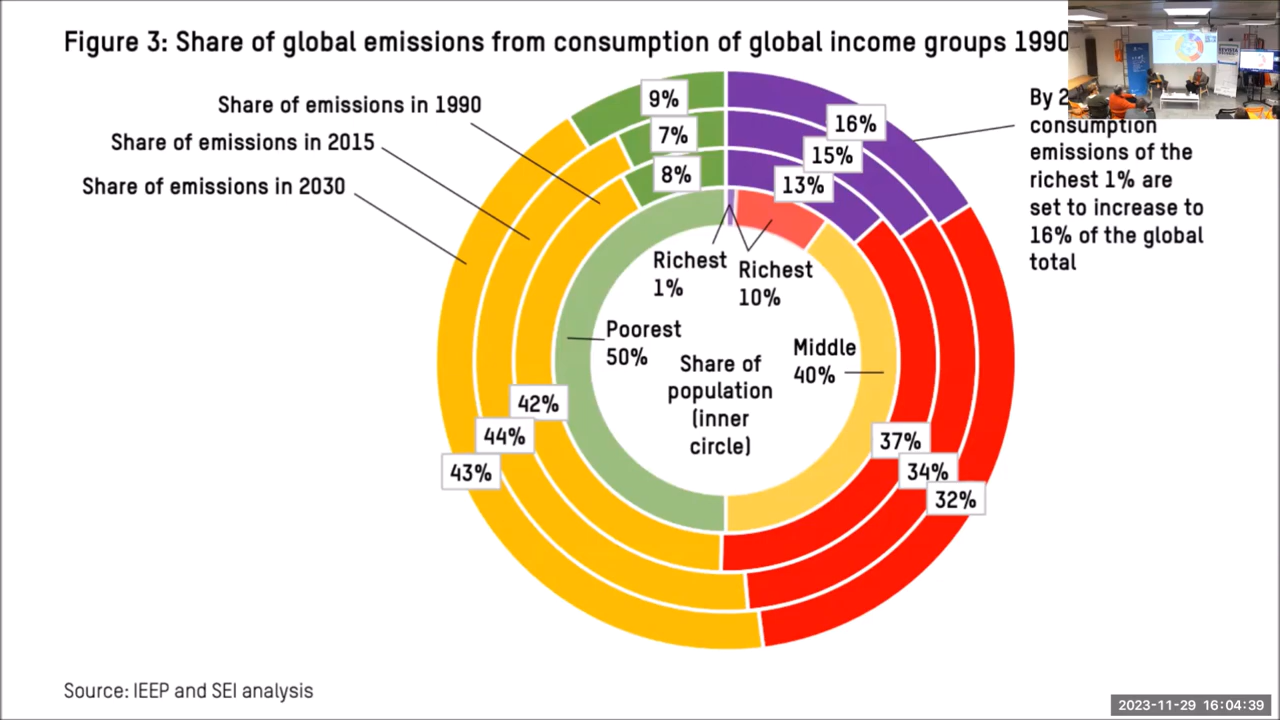 Figure 3: Share of global emissions from consumption of global income groups 1990
Share of emissions in 1990
Share of emissions in 2015
Share of emissions in 2030
9%
7%
8%
16%
15%
13%
By 2
consumption
emissions of the
richest 1% are
set to increase to
16% of the global
total
Richest
1%
Richest
10%
Poorest
50%
Middle
40%
Share of
population
(inner
circle)
42%
44%
43%
37%
34%
32%
Source: IEEP and SEI analysis
2023-11-29 16:04:39